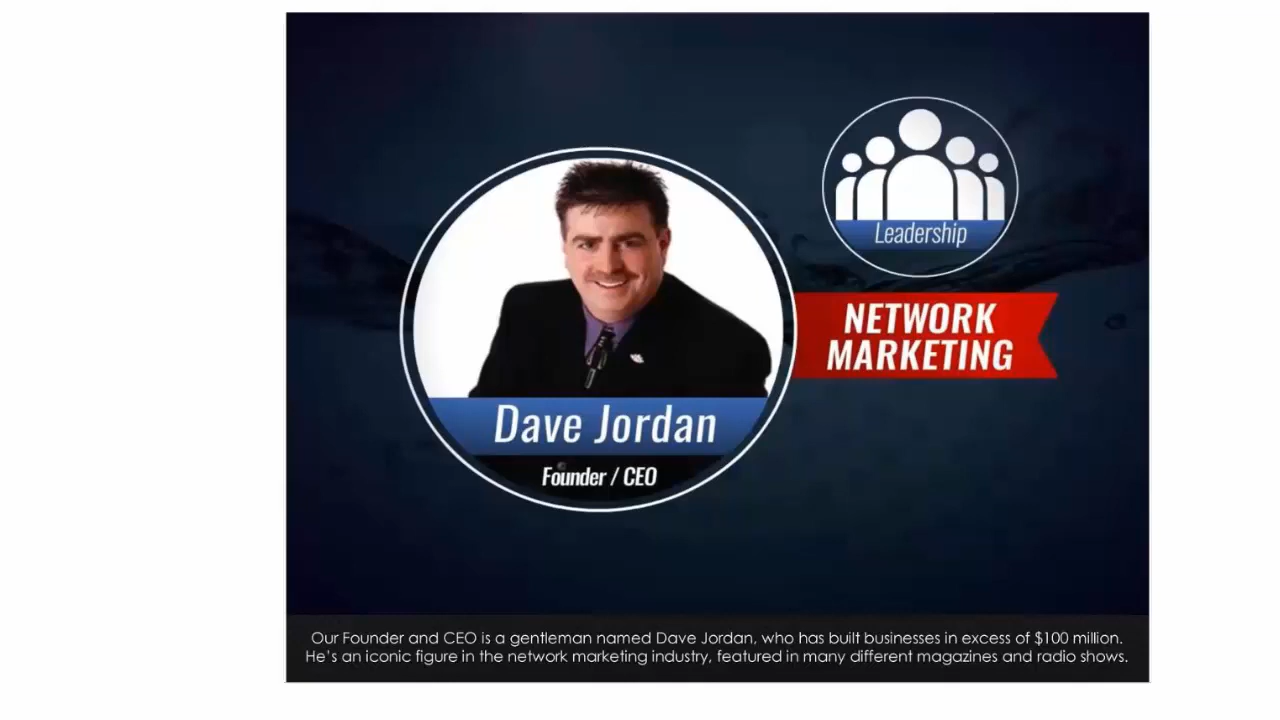 Leadership
NETWORK
MARKETING
Dave Jordan
Founder / CEO
Our Founder and CEO is a gentleman named Dave Jordan, who has built businesses in excess of $100 million.
He's an iconic figure in the network marketing industry, featured in many different magazines and radio shows.